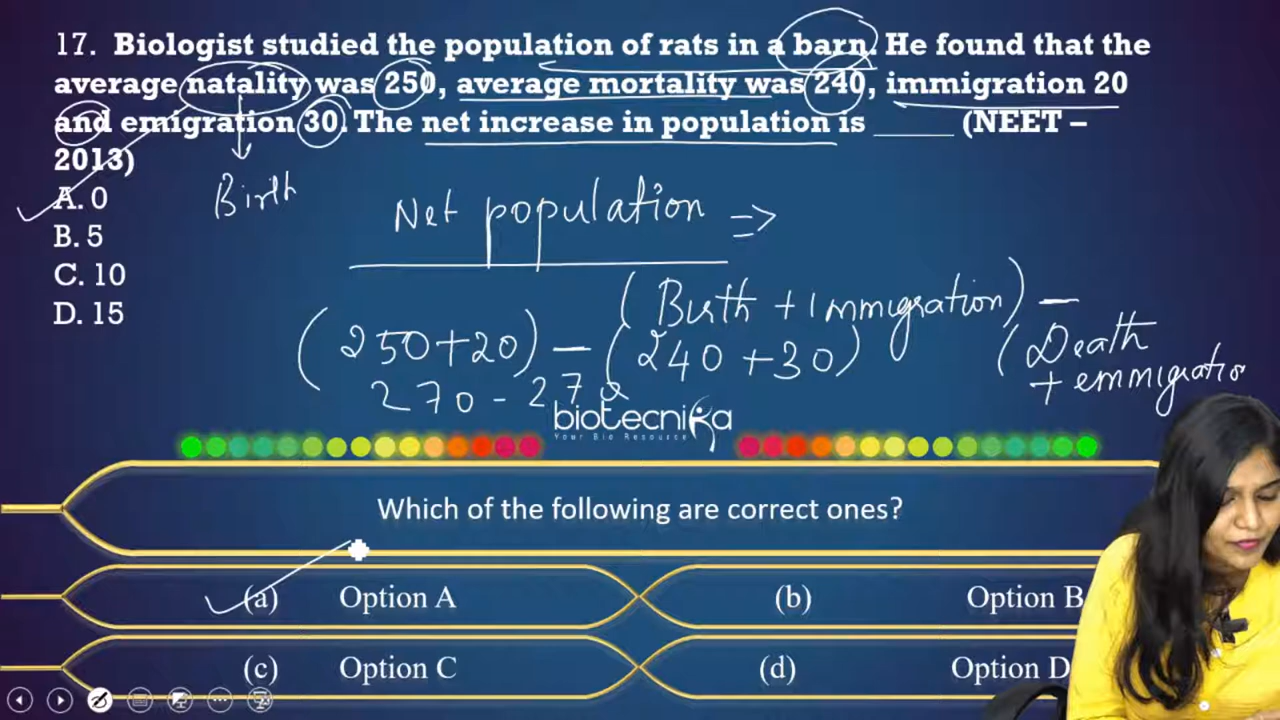 17. Biologist studied the population of rats in a barn. He found that the
average natality was 250, average mortality was 240, immigration 20
and emigration 30. The net increase in population is _____ (NEET –
2013)
A. 0
B. 5
C. 10
D. 15
Birth
Net population =>
(Birth + Immigration) –
(Death
+ emmigratio
(250+20) – (240 +30)
270 - 270
biotecnika
Your Bio Resource
Which of the following are correct ones?
(a) Option A
(b) Option B
(c) Option C
(d) Option D